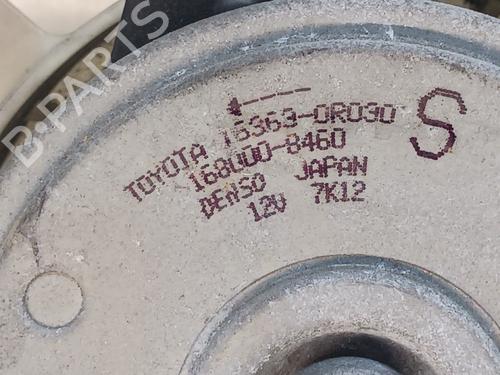 TOYOTA 16363-0R030
168000-8460
DENSO JAPAN
12V 7K12
S
B-PARTS